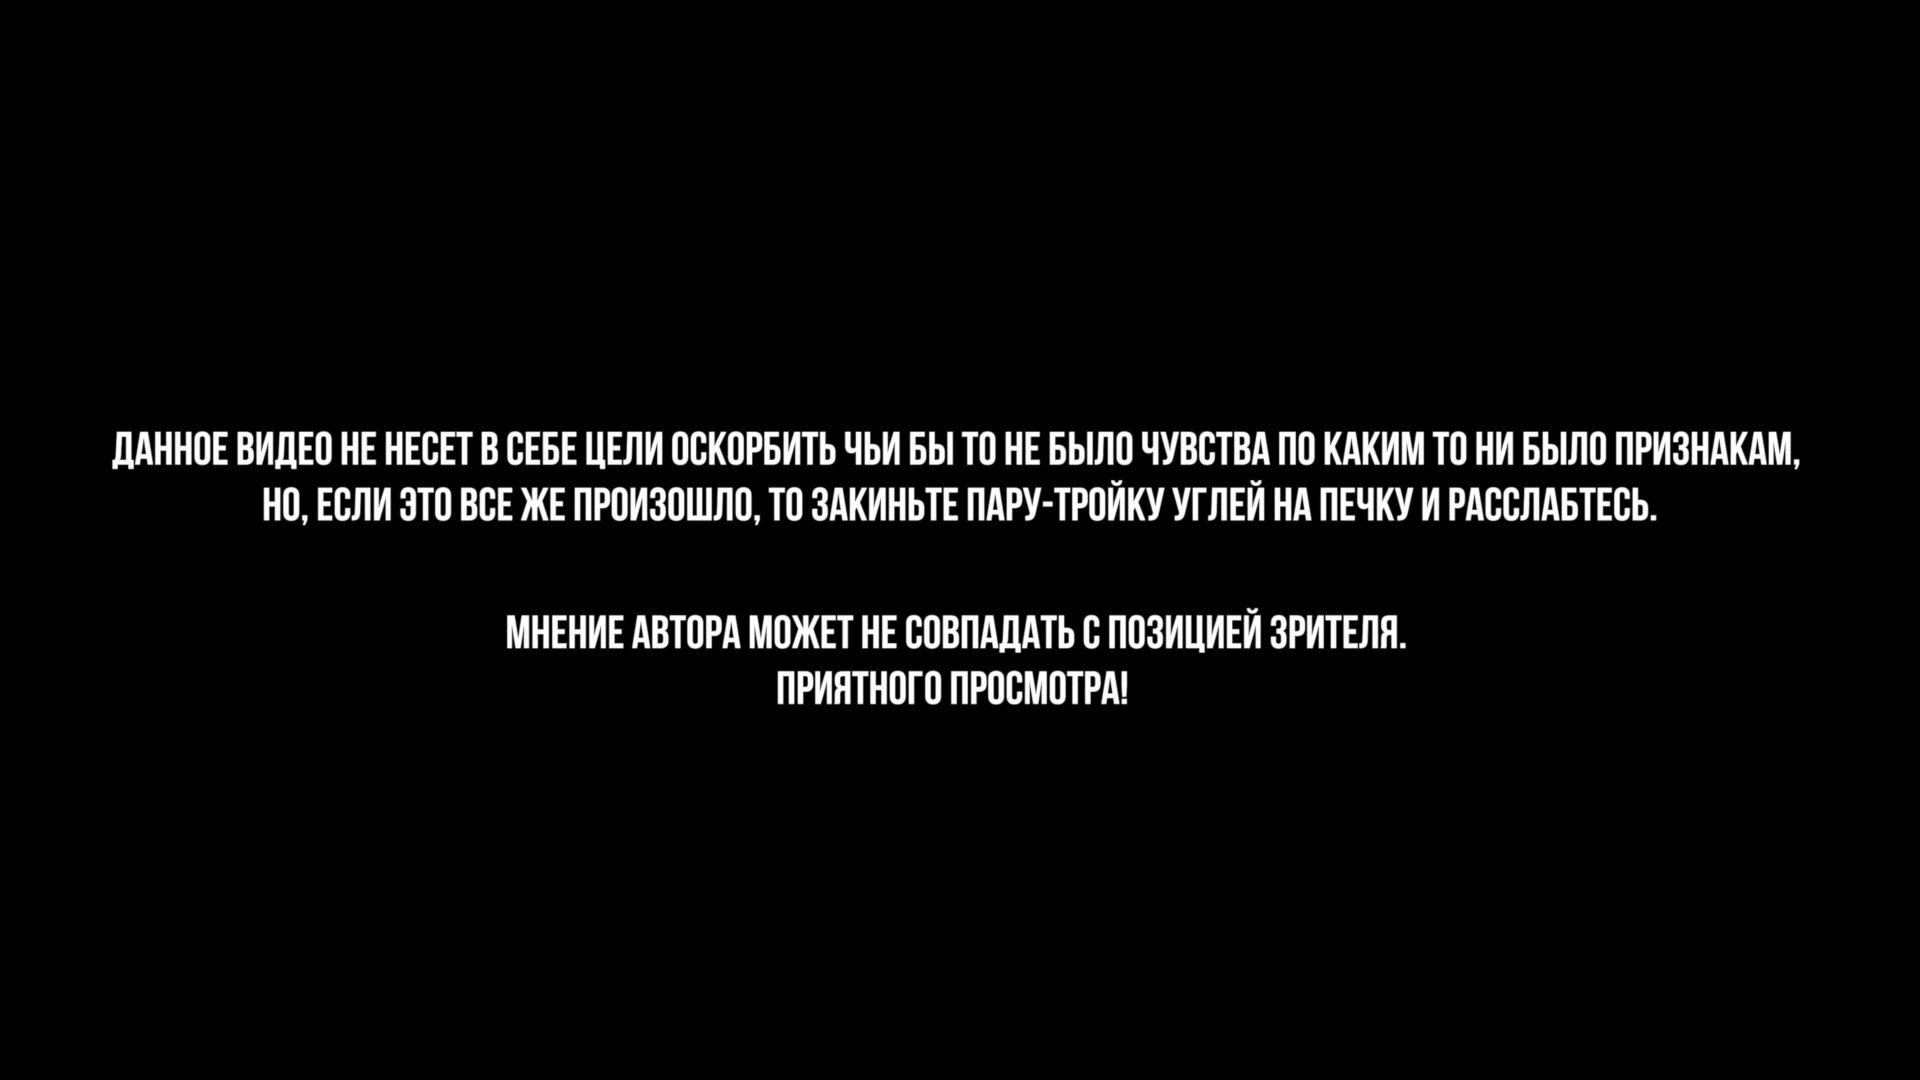 ДАННОЕ ВИДЕО НЕ НЕСЕТ В СЕБЕ ЦЕЛИ ОСКОРБИТЬ ЧЬИ БЫ ТО НЕ БЫЛО ЧУВСТВА ПО КАКИМ ТО НИ БЫЛО ПРИЗНАКАМ,
НО, ЕСЛИ ЭТО ВСЕ ЖЕ ПРОИЗОШЛО, ТО ЗАКИНЬТЕ ПАРУ-ТРОЙКУ УГЛЕЙ НА ПЕЧКУ И РАССЛАБТЕСЬ.
МНЕНИЕ АВТОРА МОЖЕТ НЕ СОВПАДАТЬ С ПОЗИЦИЕЙ ЗРИТЕЛЯ.
ПРИЯТНОГО ПРОСМОТРА!